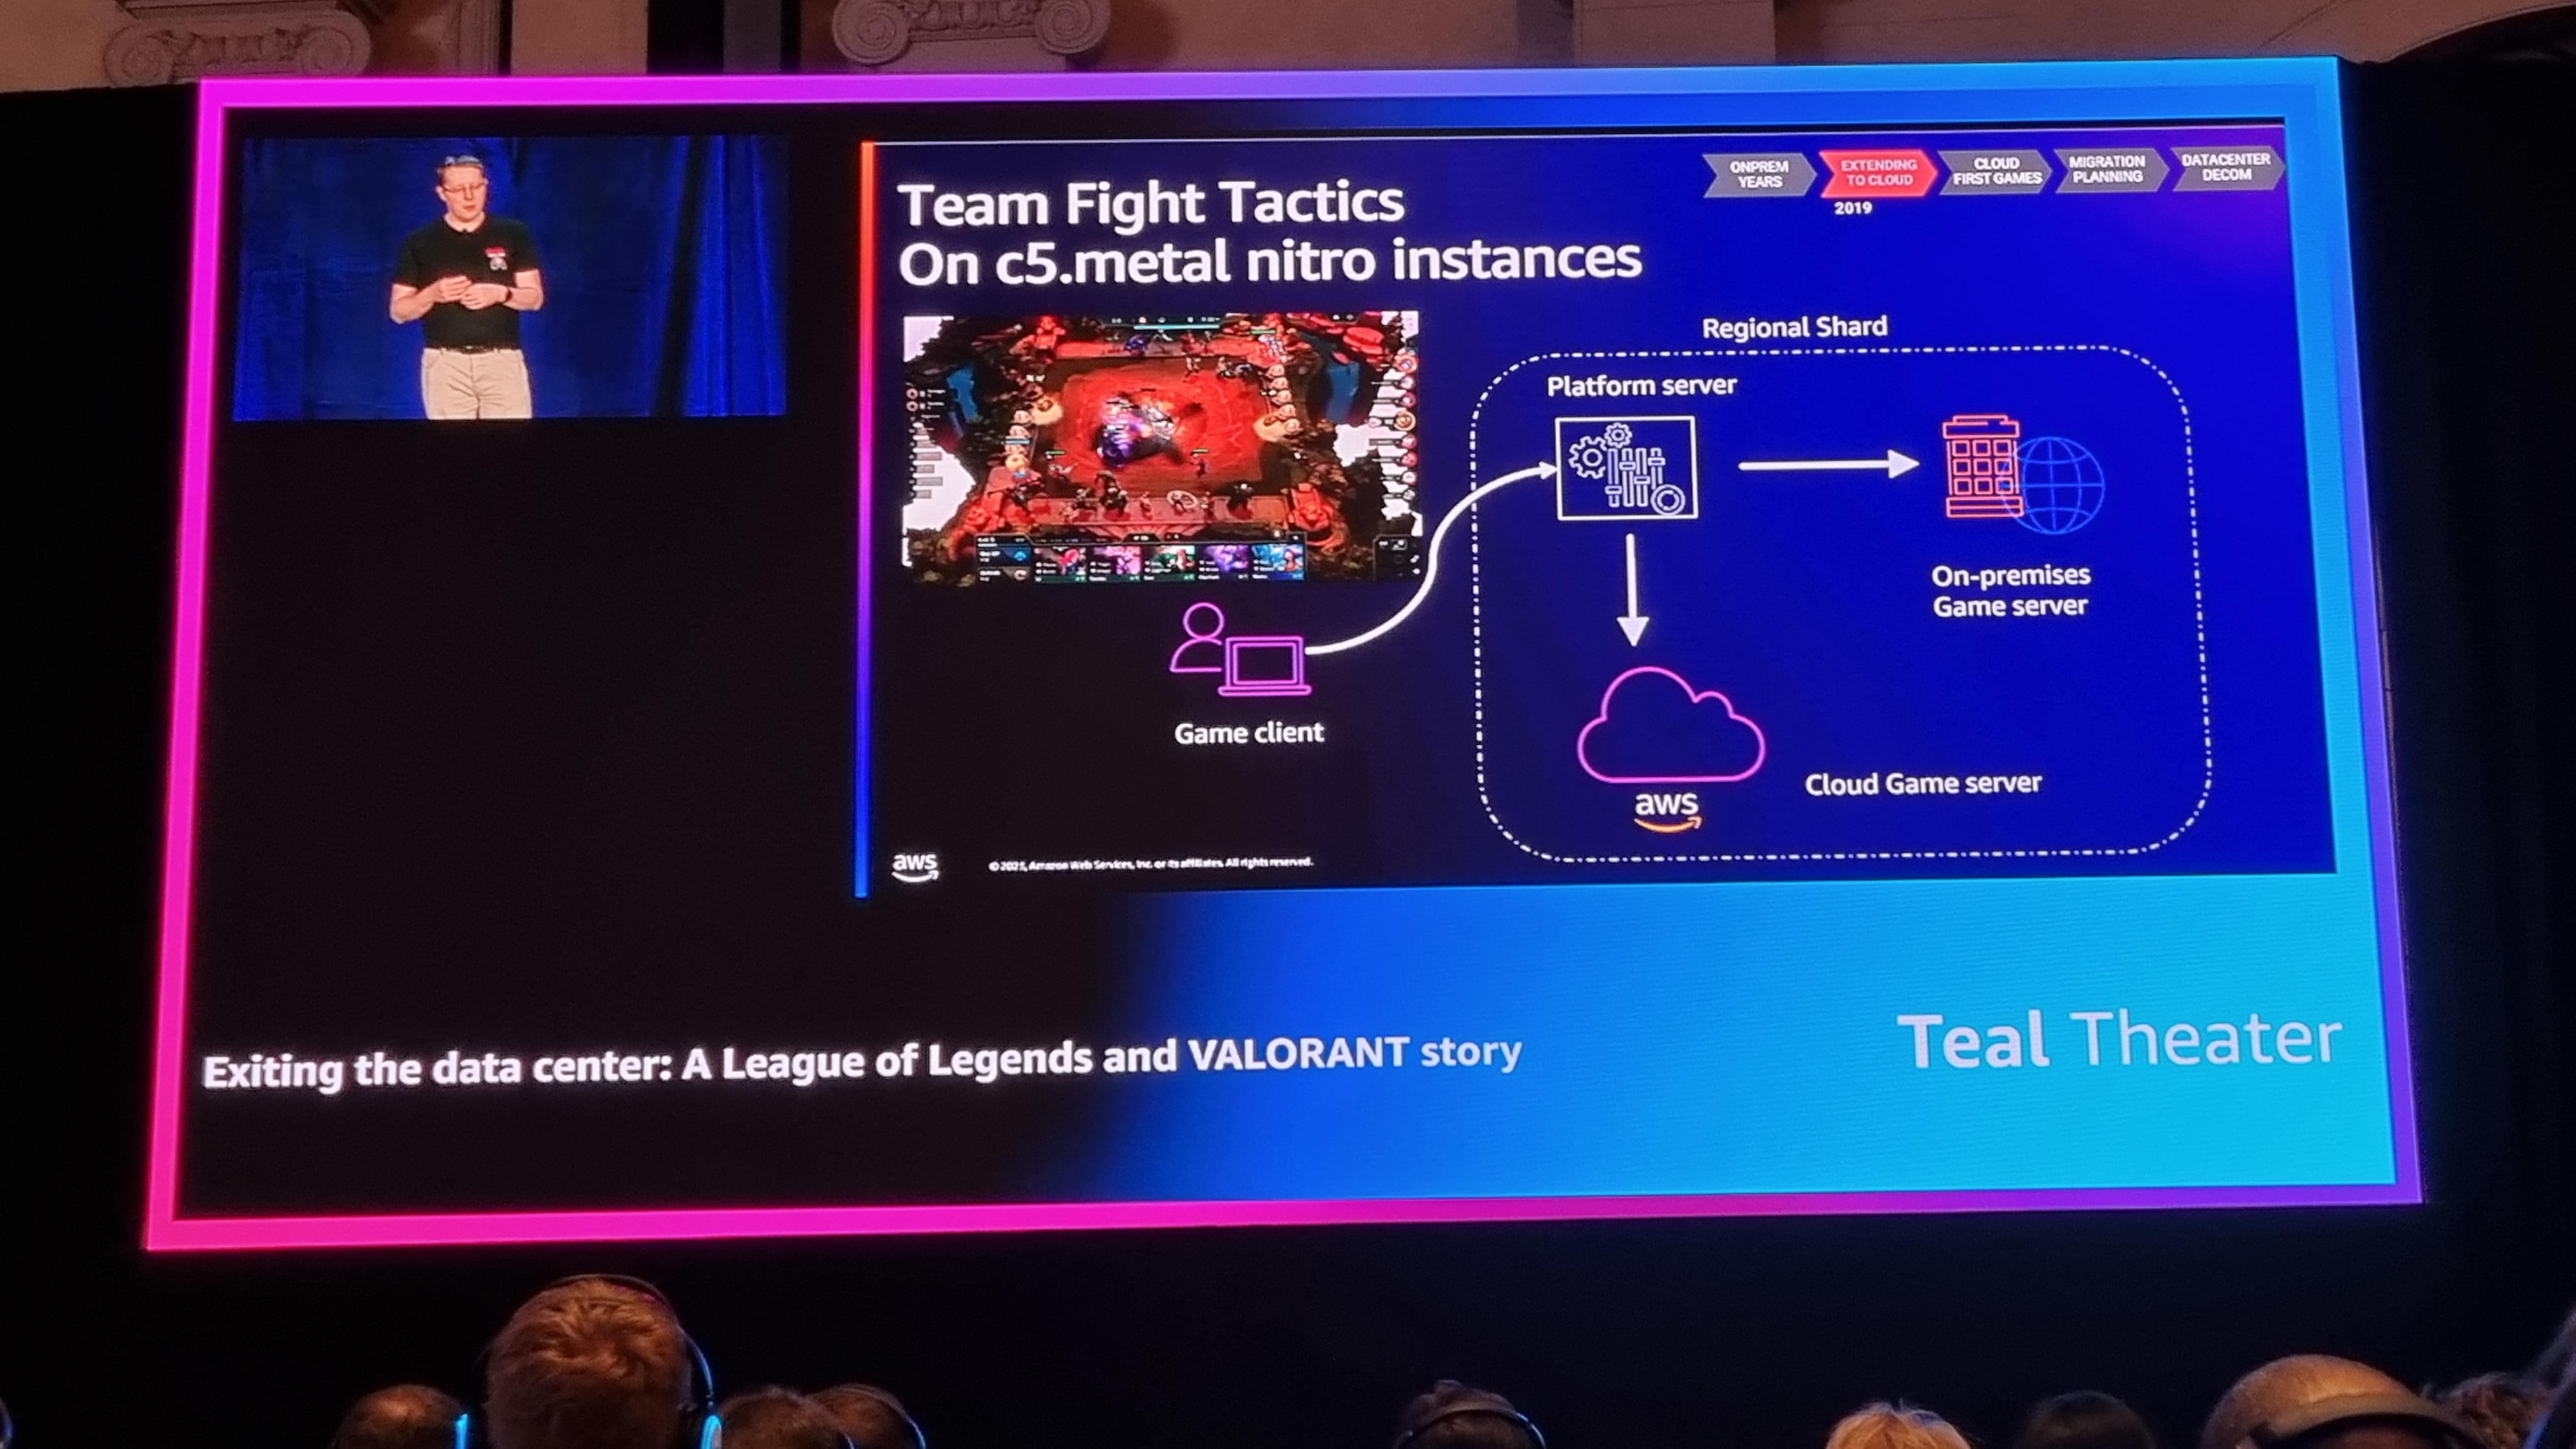 Team Fight Tactics
On c5.metal nitro instances
ONPREM
YEARS
EXTENDING
TO CLOUD
2019
CLOUD
FIRST GAMES
MIGRATION
PLANNING
DATACENTER
DECOM
Regional Shard
Platform server
On-premises
Game server
Game client
aws
Cloud Game server
aws
© 2025, Amazon Web Services, Inc. or its affiliates. All rights reserved.
Exiting the data center: A League of Legends and VALORANT story
Teal Theater